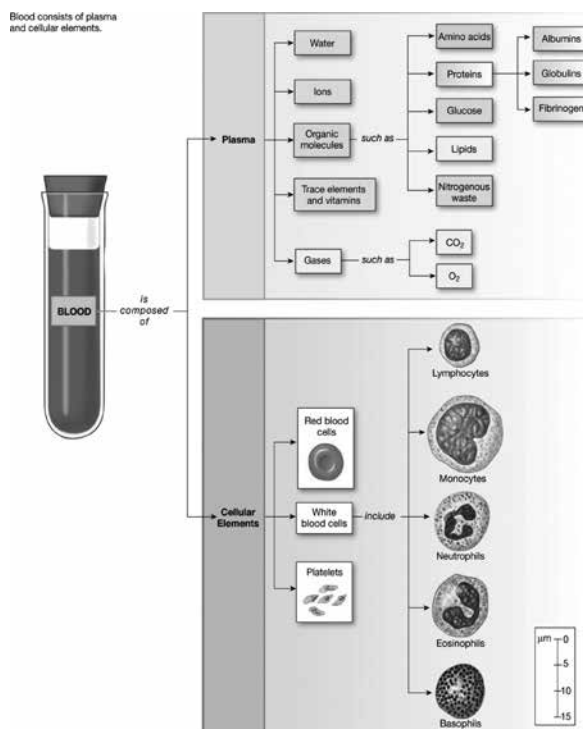 Blood consists of plasma
and cellular elements.
BLOOD
is
composed
of
Plasma
Water
Ions
Organic
molecules
such as
Trace elements
and vitamins
Gases
such as
Amino acids
Proteins
Glucose
Lipids
Nitrogenous
waste
CO₂
O₂
Albumins
Globulins
Fibrinogen
Cellular
Elements
Red blood
cells
White
blood cells
include
Platelets
Lymphocytes
Monocytes
Neutrophils
Eosinophils
Basophils
μm
0
5
10
15